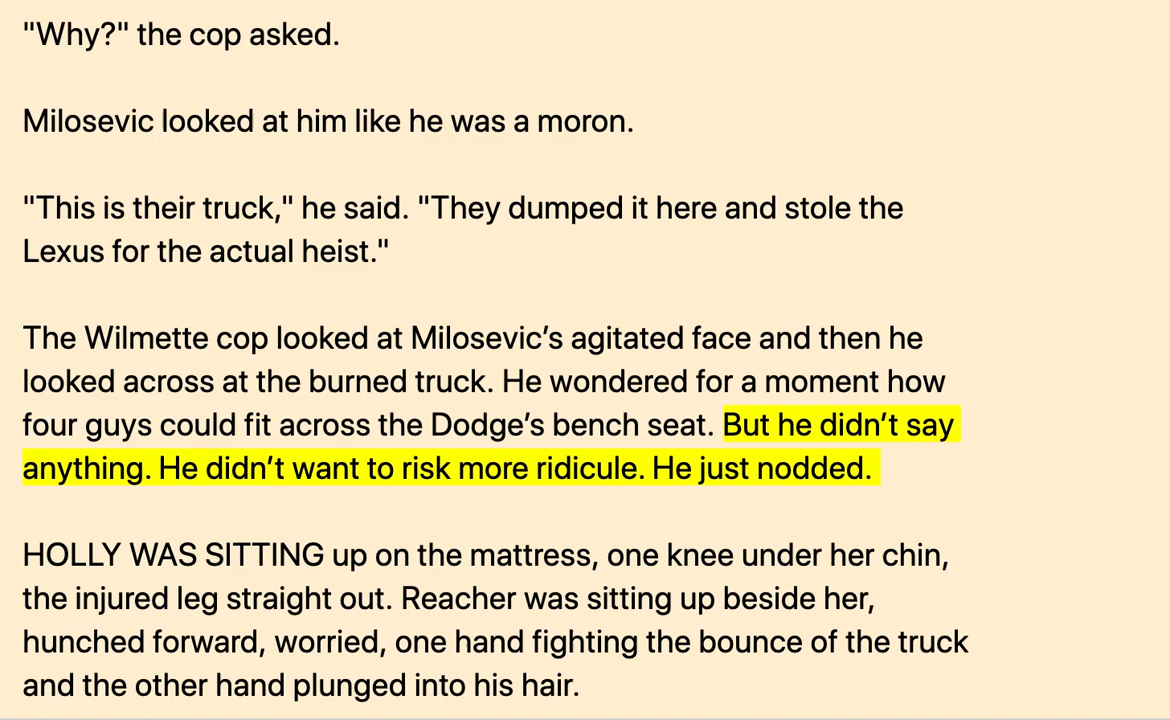 "Why?" the cop asked.
Milosevic looked at him like he was a moron.
"This is their truck," he said. "They dumped it here and stole the
Lexus for the actual heist."
The Wilmette cop looked at Milosevic’s agitated face and then he
looked across at the burned truck. He wondered for a moment how
four guys could fit across the Dodge’s bench seat. But he didn’t say
anything. He didn’t want to risk more ridicule. He just nodded.
HOLLY WAS SITTING up on the mattress, one knee under her chin,
the injured leg straight out. Reacher was sitting up beside her,
hunched forward, worried, one hand fighting the bounce of the truck
and the other hand plunged into his hair.